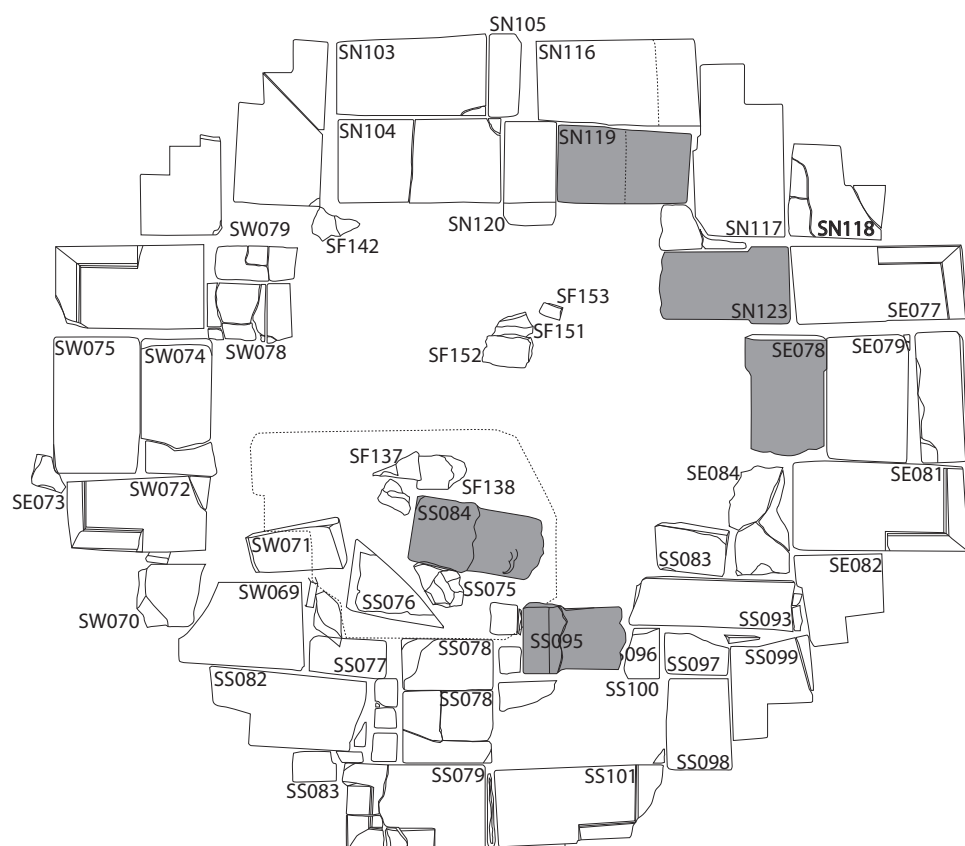 SN105
SN103
SN116
SN104
SN119
SW079
SF142
SN120
SN117
SN118
SF153
SN123
SE077
SF151
SF152
SW078
SW075
SW074
SE078
SE079
SF137
SE073
SW072
SF138
SE084
SE081
SS084
SW071
SS083
SE082
SS075
SW070
SW069
SS076
SS093
SS077
SS078
SS095
096
SS097
SS099
SS082
SS100
SS078
SS098
SS083
SS079
SS101